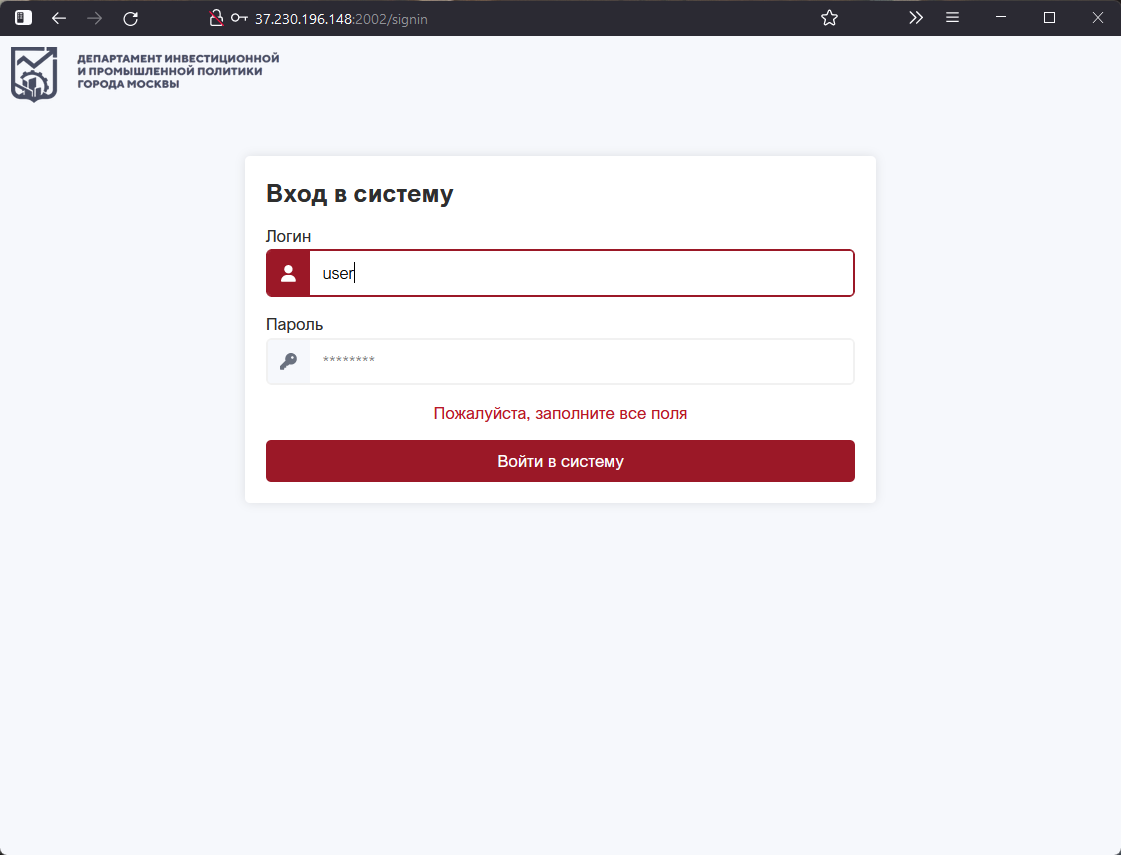 37.230.196.148:2002/signin
ДЕПАРТАМЕНТ ИНВЕСТИЦИОННОЙ
И ПРОМЫШЛЕННОЙ ПОЛИТИКИ
ГОРОДА МОСКВЫ
Вход в систему
Логин
user
Пароль
********
Пожалуйста, заполните все поля
Войти в систему